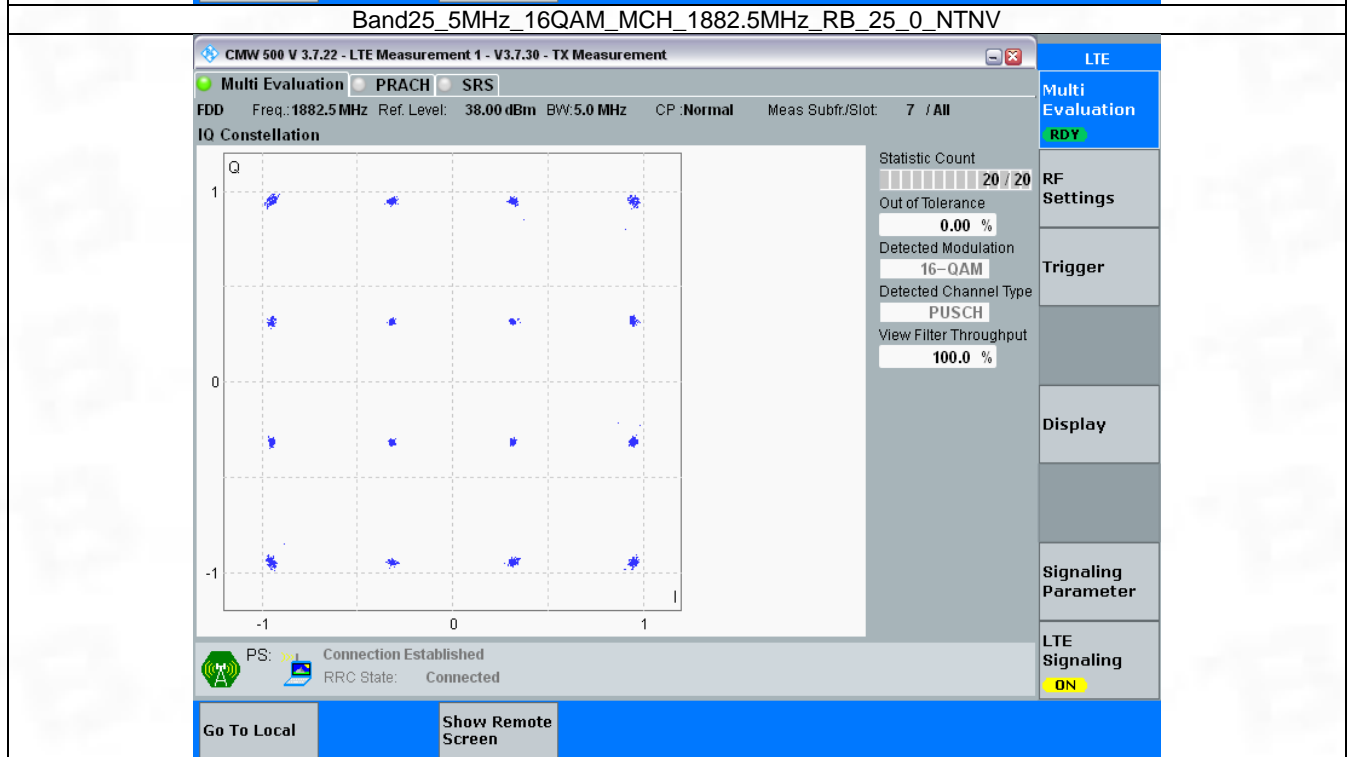 Band25_5MHz_16QAM_MCH_1882.5MHz_RB_25_0_NTNV
CMW 500 V 3.7.22 - LTE Measurement 1 - V3.7.30 - TX Measurement
LTE
Multi Evaluation PRACH SRS
FDD Freq.:1882.5 MHz Ref. Level: 38.00 dBm BW:5.0 MHz CP :Normal Meas Subfr./Slot: 7 / All
IQ Constellation
Q
1
0
-1
-1 0 1
I
Statistic Count
20 / 20
Out of Tolerance
0.00 %
Detected Modulation
16-QAM
Detected Channel Type
PUSCH
View Filter Throughput
100.0 %
Multi
Evaluation
RDY
RF
Settings
Trigger
Display
Signaling
Parameter
LTE
Signaling
ON
PS: Connection Established
RRC State: Connected
Go To Local
Show Remote
Screen